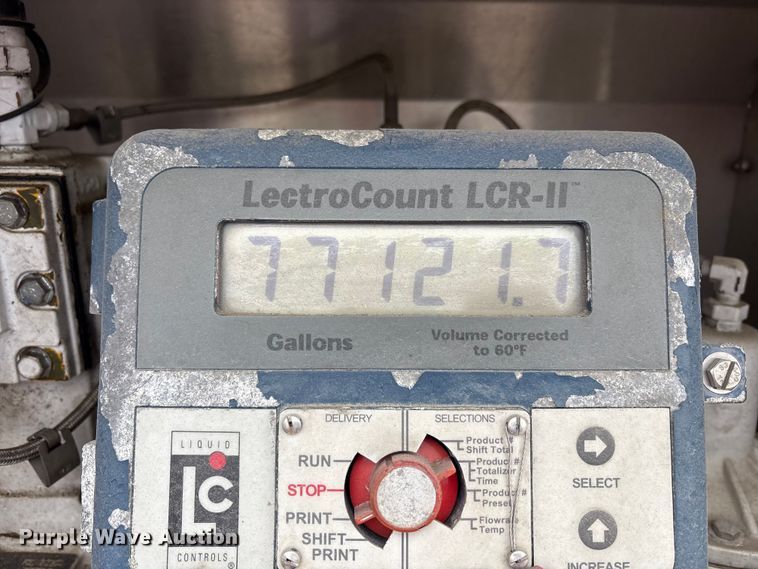 LectroCount LCR-II™
77121.7
Gallons
Volume Corrected
to 60°F
DELIVERY
SELECTIONS
RUN
STOP
PRINT
SHIFT
PRINT
Product #
Shift Total
Product #
Totalizer
Time
Product #
Preset
Flowrate
Temp
SELECT
INCREASE
LIQUID
LC
CONTROLS®
Purple Wave Auction